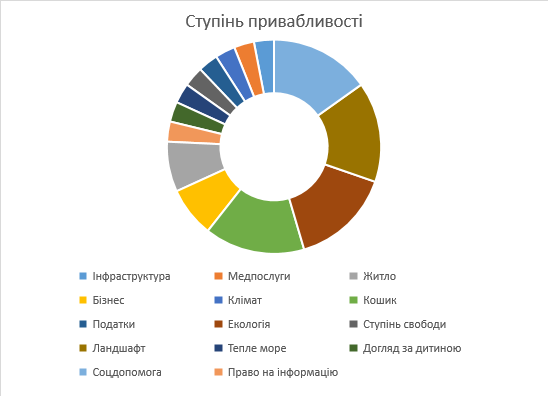 Ступінь привабливості
Інфраструктура Медпослуги Житло
Бізнес Клімат Кошик
Податки Екологія Ступінь свободи
Ландшафт Тепле море Догляд за дитиною
Соцдопомога Право на інформацію